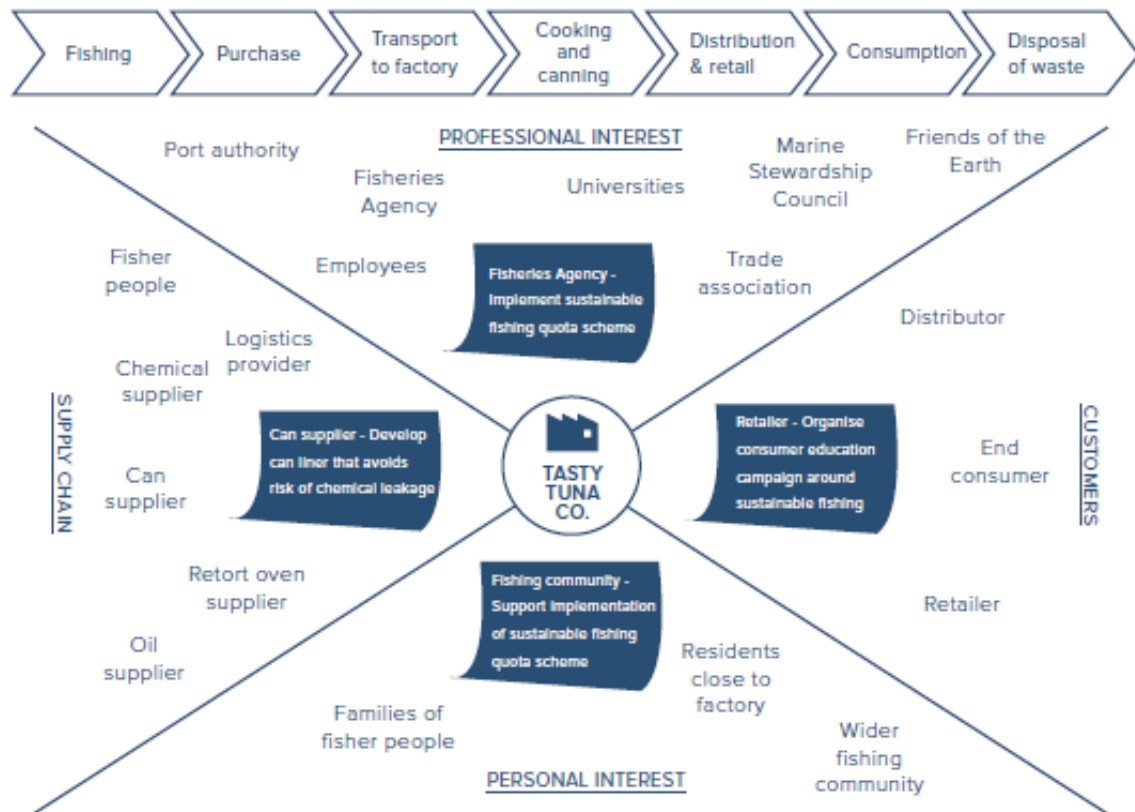 Fishing
Purchase
Transport
to factory
Cooking
and
canning
Distribution
& retail
Consumption
Disposal
of waste
PROFESSIONAL INTEREST
Port authority
Fisheries
Agency
Universities
Marine
Stewardship
Council
Friends of the
Earth
Employees
Fisheries Agency -
Implement sustainable
fishing quota scheme
Trade
association
SUPPLY CHAIN
Fisher
people
Logistics
provider
Chemical
supplier
Can supplier - Develop
can liner that avoids
risk of chemical leakage
Can
supplier
Retort oven
supplier
Oil
supplier
TASTY
TUNA
CO.
Distributor
Retailer - Organise
consumer education
campaign around
sustainable fishing
End
consumer
CUSTOMERS
Retailer
Fishing community -
Support implementation
of sustainable fishing
quota scheme
Residents
close to
factory
Families of
fisher people
Wider
fishing
community
PERSONAL INTEREST